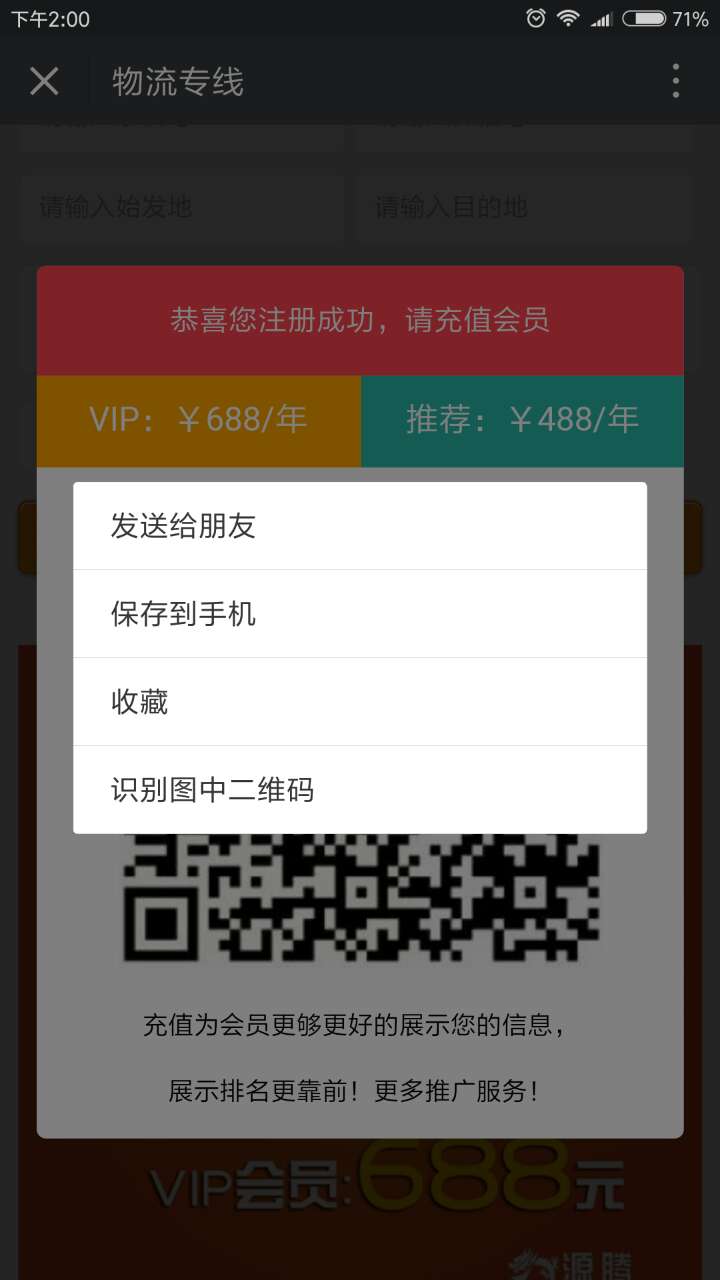 下午2:00
71%
物流专线
请输入始发地
请输入目的地
恭喜您注册成功，请充值会员
VIP：￥688/年
推荐：￥488/年
发送给朋友
保存到手机
收藏
识别图中二维码
充值为会员更够更好的展示您的信息，
展示排名更靠前！更多推广服务！
VIP会员:688元
源腾